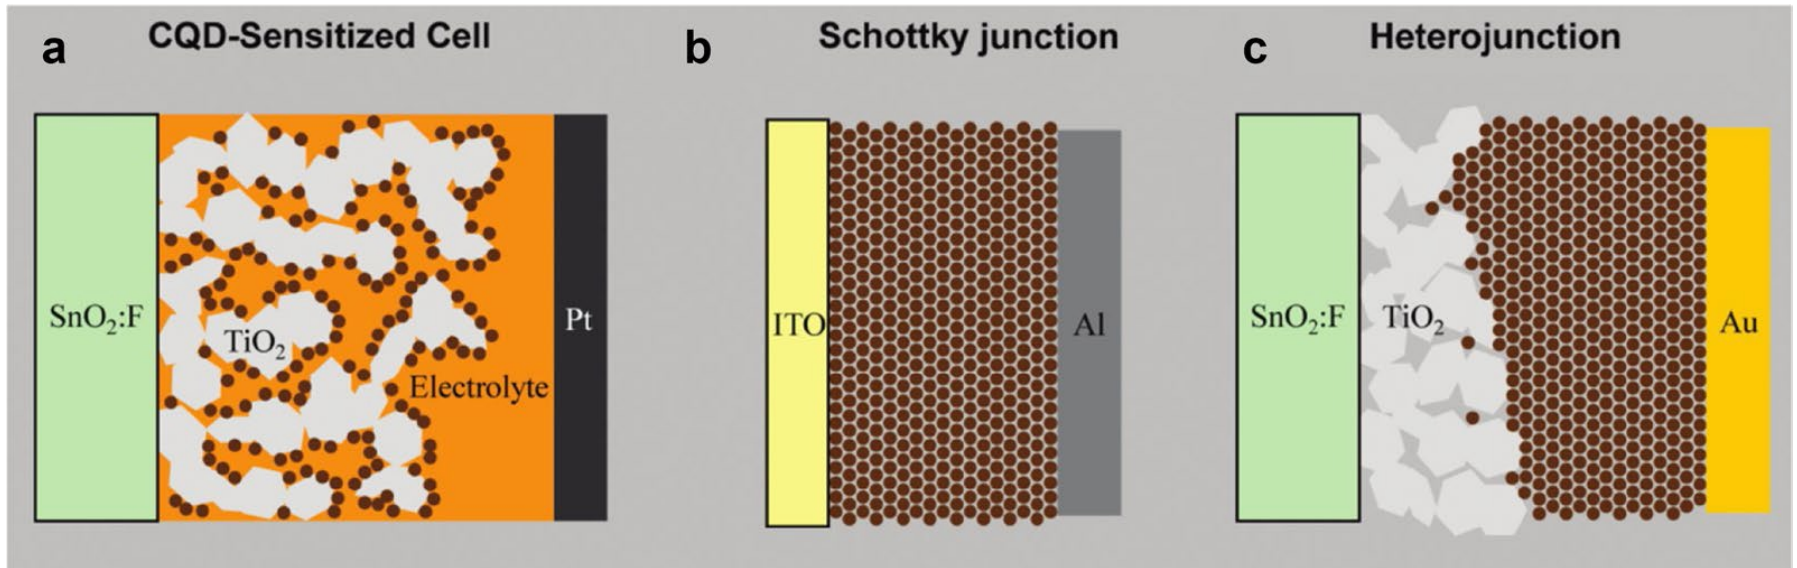 a
CQD-Sensitized Cell
b
Schottky junction
c
Heterojunction
SnO₂:F
TiO₂
Electrolyte
Pt
ITO
Al
SnO₂:F
TiO₂
Au